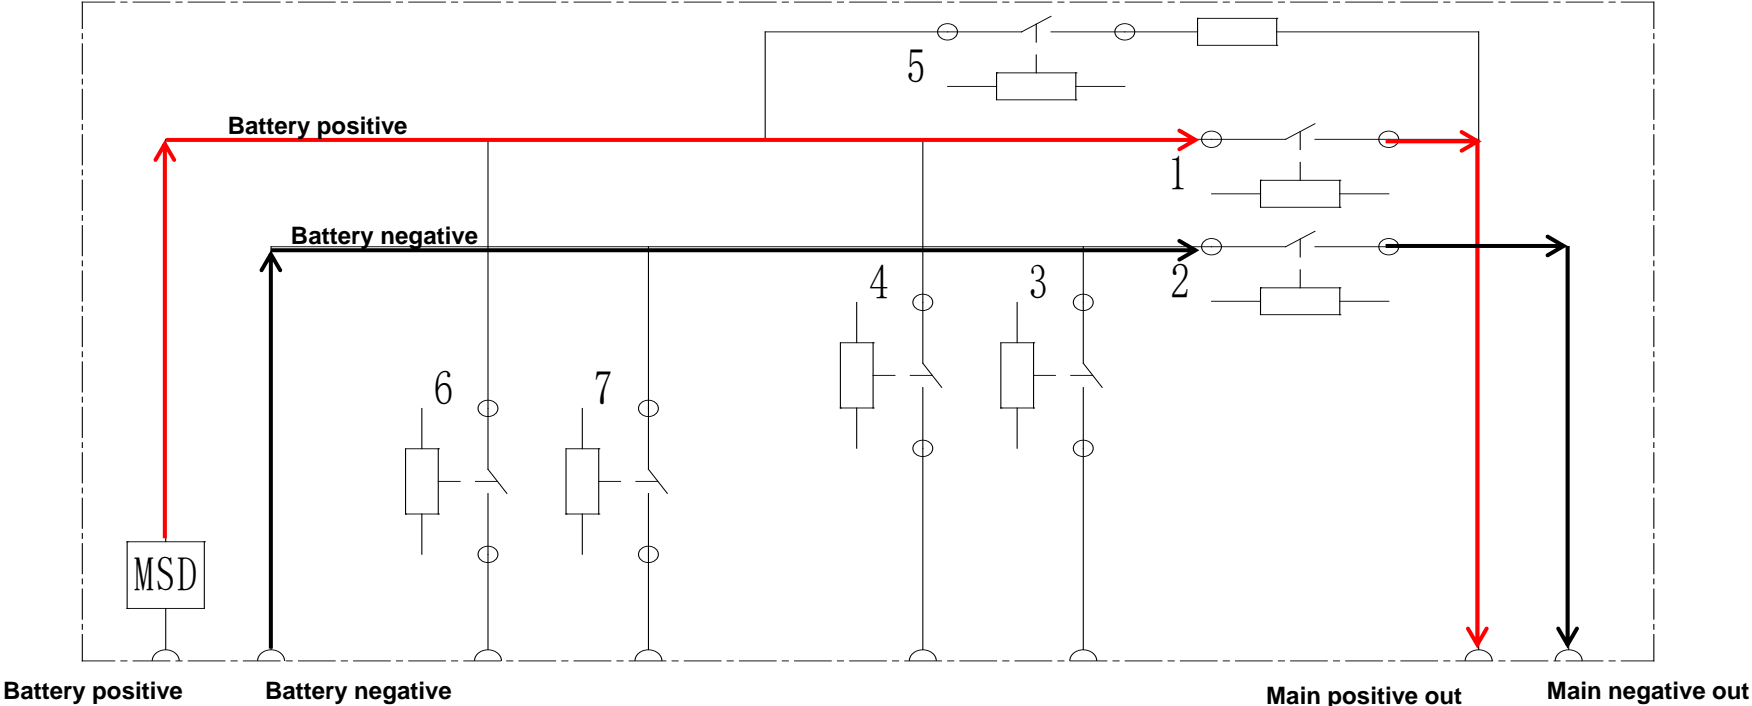 5
Battery positive
1
Battery negative
4
3
2
6
7
MSD
Battery positive
Battery negative
Main positive out
Main negative out